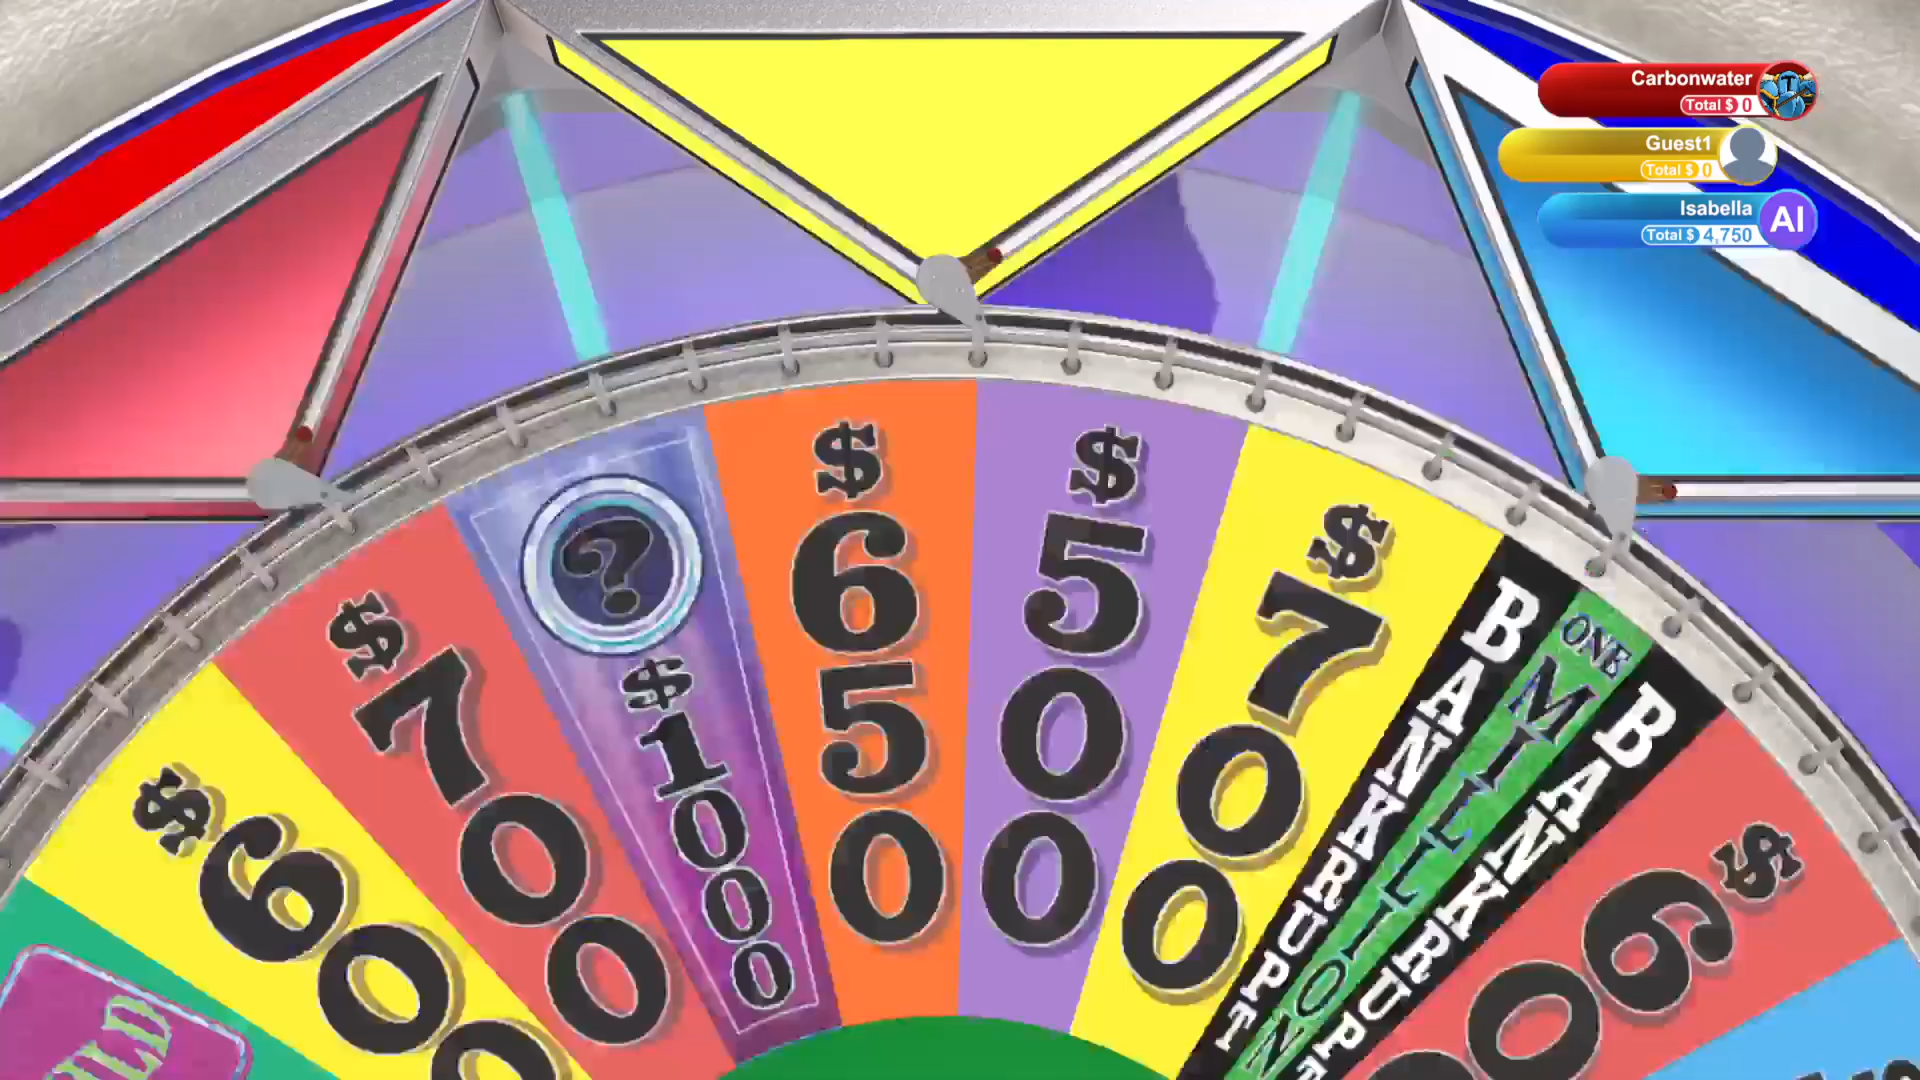 Carbonwater
Total $ 0
Guest1
Total $ 0
Isabella
Total $ 4,750
AI
$600
$700
?
$1000
$650
$500
$700
BANKRUPT
ONE MILLION
BANKRUPT
$